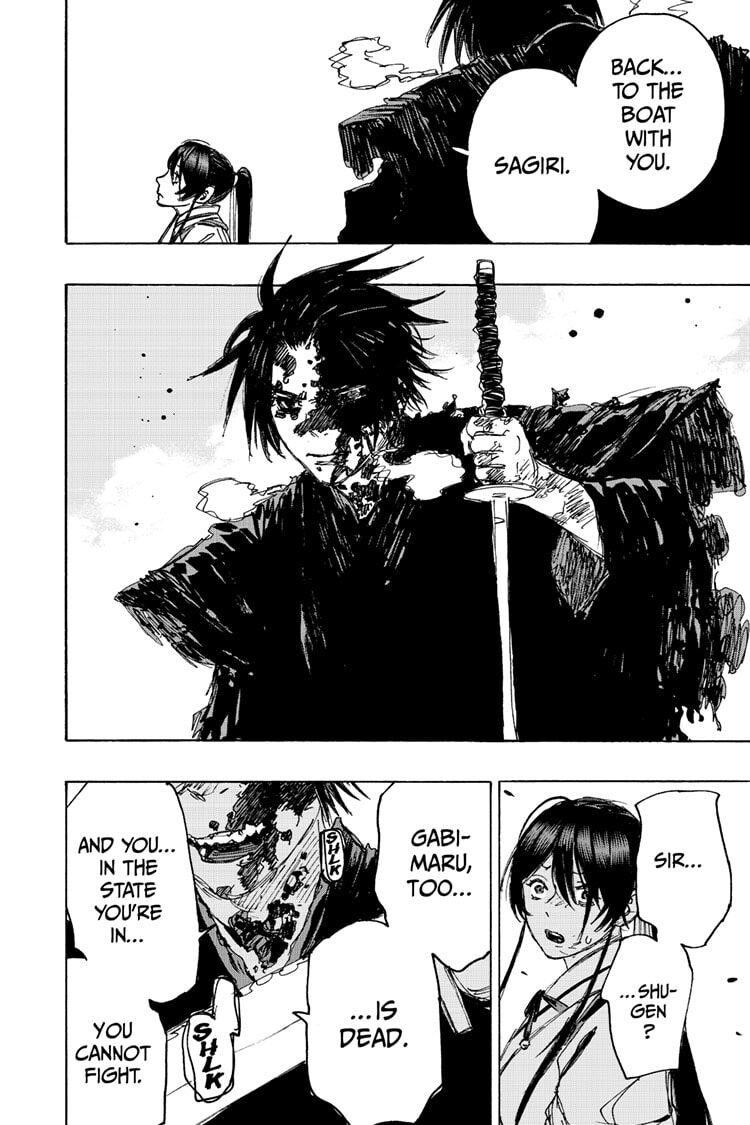 BACK...
TO THE
BOAT
WITH
YOU.
SAGIRI.
SIR...
...SHU-
GEN
?
GABI-
MARU,
TOO...
SHLK
...IS
DEAD.
AND YOU...
IN THE
STATE
YOU'RE
IN...
SHLK
YOU
CANNOT
FIGHT.